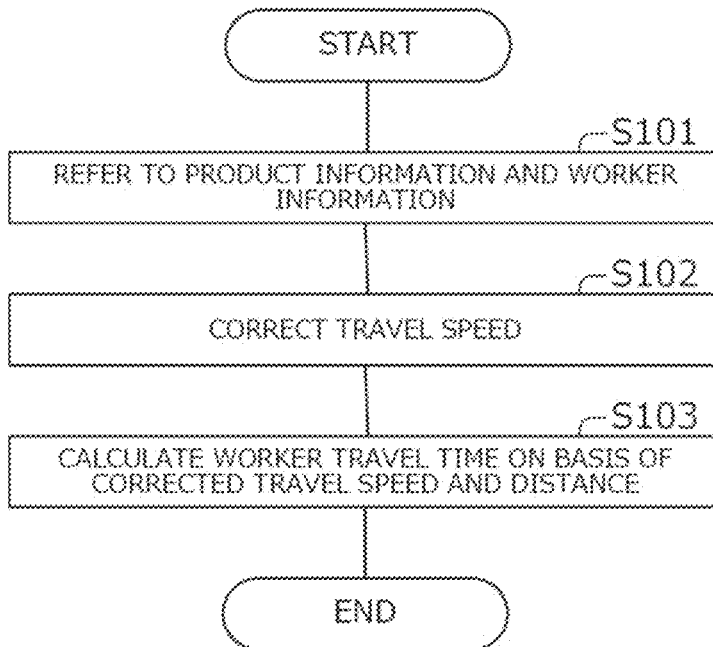 START
S101
REFER TO PRODUCT INFORMATION AND WORKER
INFORMATION
S102
CORRECT TRAVEL SPEED
S103
CALCULATE WORKER TRAVEL TIME ON BASIS OF
CORRECTED TRAVEL SPEED AND DISTANCE
END